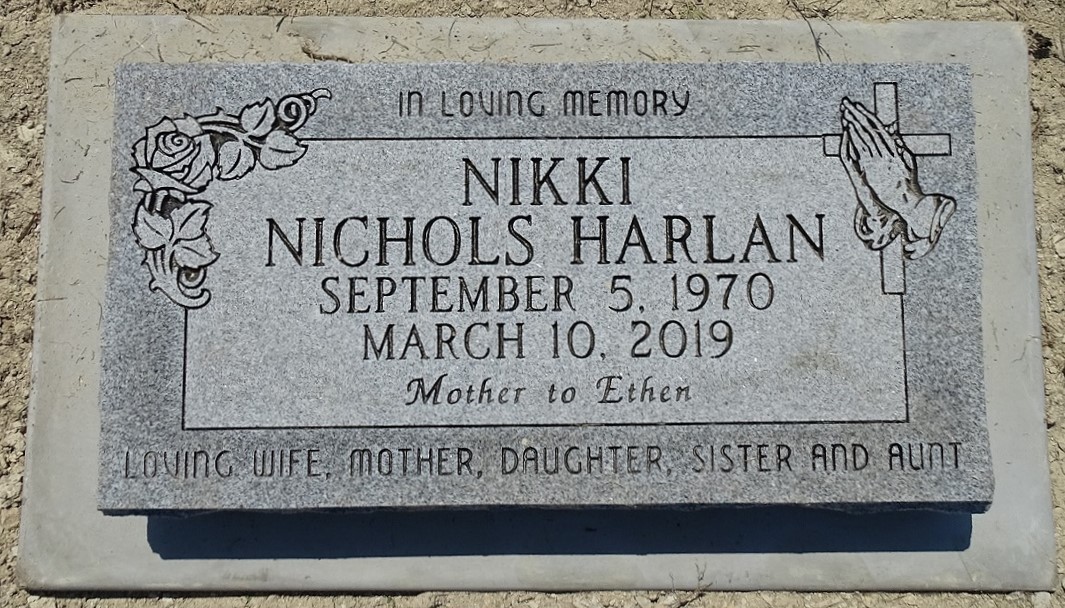 IN LOVING MEMORY
NIKKI
NICHOLS HARLAN
SEPTEMBER 5, 1970
MARCH 10, 2019
Mother to Ethen
LOVING WIFE, MOTHER, DAUGHTER, SISTER AND AUNT